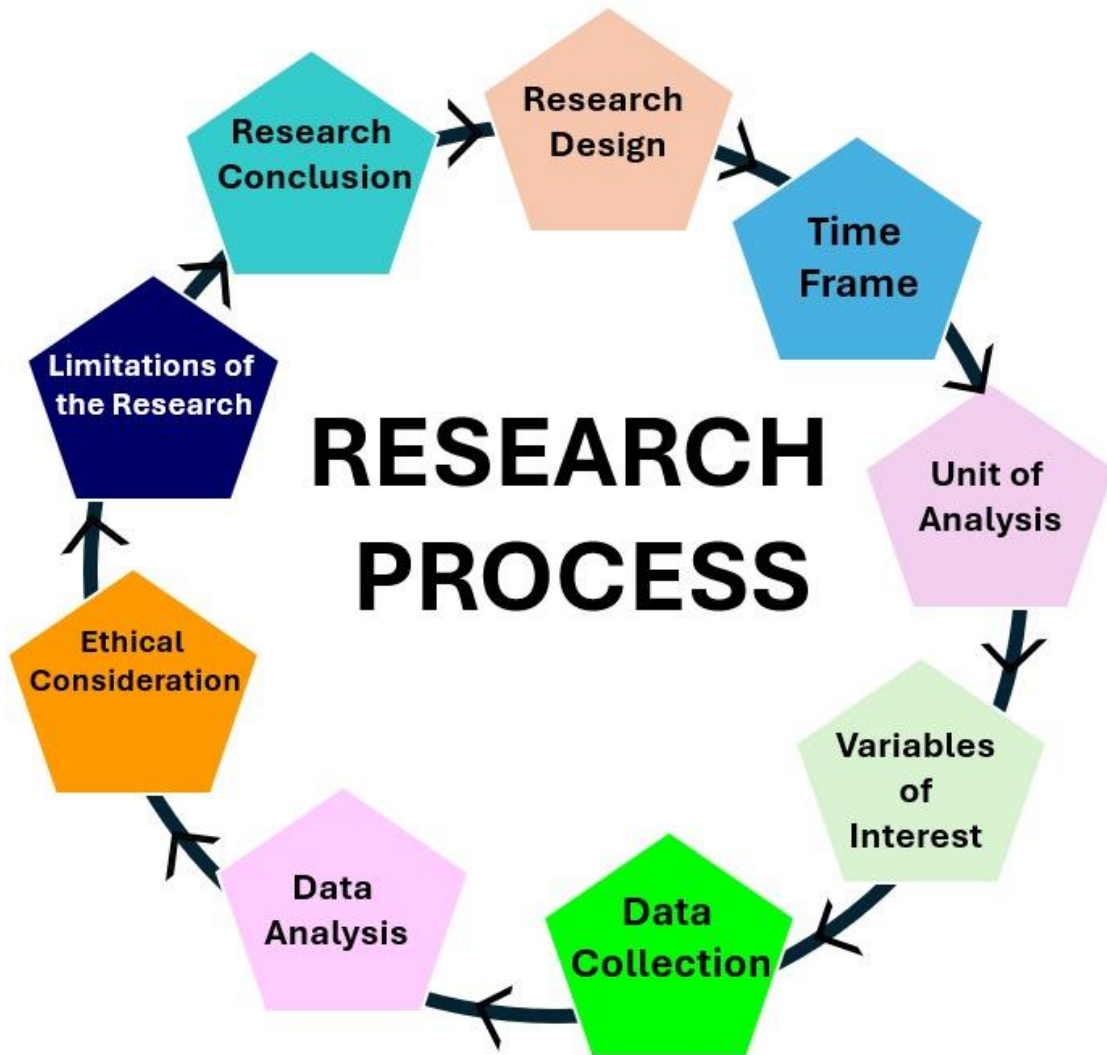 RESEARCH
PROCESS
Research
Design
Time
Frame
Unit of
Analysis
Variables
of
Interest
Data
Collection
Data
Analysis
Ethical
Consideration
Limitations of
the Research
Research
Conclusion